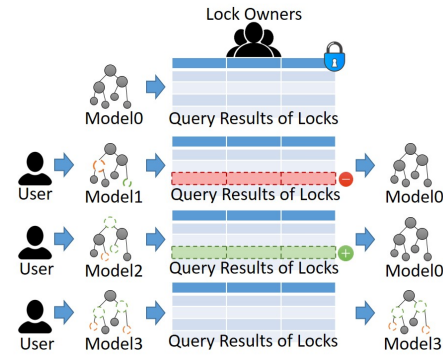 Lock Owners
Model0
Query Results of Locks
User
Model1
Query Results of Locks
Model0
User
Model2
Query Results of Locks
Model0
User
Model3
Query Results of Locks
Model3